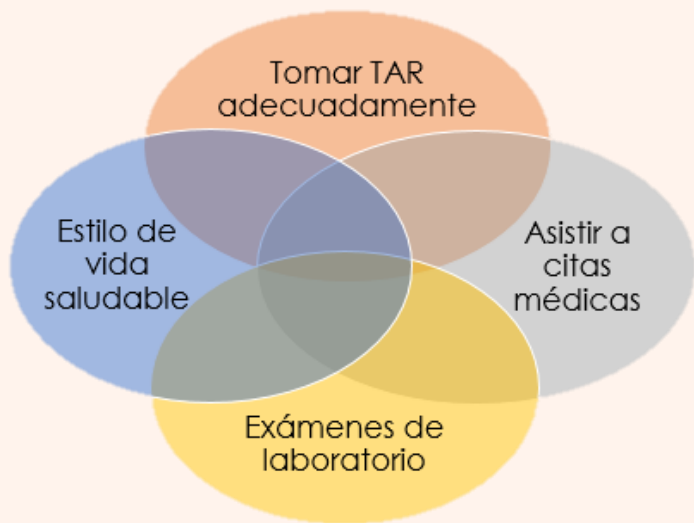 Tomar TAR
adecuadamente
Estilo de
vida
saludable
Asistir a
citas
médicas
Exámenes de
laboratorio